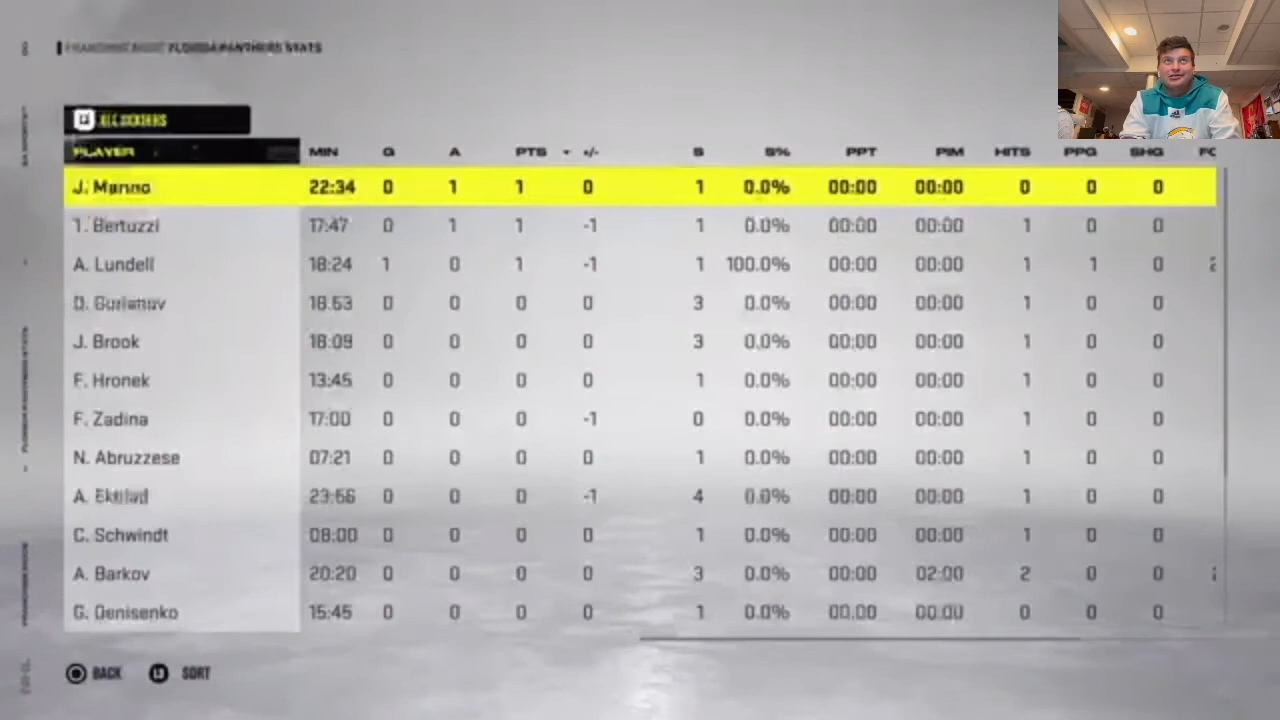 FLORIDA PANTHERS STATS
ALL SKATERS
PLAYER MIN G A PTS +/- S S% PPT PIM HITS PPG SHG
J. Manno 22:34 0 1 1 0 1 0.0% 00:00 00:00 0 0 0
T. Bertuzzi 17:47 0 1 1 -1 1 0.0% 00:00 00:00 1 0 0
A. Lundell 18:24 1 0 1 -1 1 100.0% 00:00 00:00 1 1 0
D. Gurianov 16:53 0 0 0 0 3 0.0% 00:00 00:00 1 0 0
J. Brook 18:09 0 0 0 0 3 0.0% 00:00 00:00 1 0 0
F. Hronek 13:45 0 0 0 0 1 0.0% 00:00 00:00 1 0 0
F. Zadina 17:00 0 0 0 -1 0 0.0% 00:00 00:00 1 0 0
N. Abruzzese 07:21 0 0 0 0 1 0.0% 00:00 00:00 1 0 0
A. Ekblad 23:56 0 0 0 -1 4 0.0% 00:00 00:00 1 0 0
C. Schwindt 08:00 0 0 0 0 1 0.0% 00:00 00:00 1 0 0
A. Barkov 20:20 0 0 0 0 3 0.0% 00:00 02:00 2 0 0
G. Denisenko 15:45 0 0 0 0 1 0.0% 00:00 00:00 0 0 0
BACK SORT